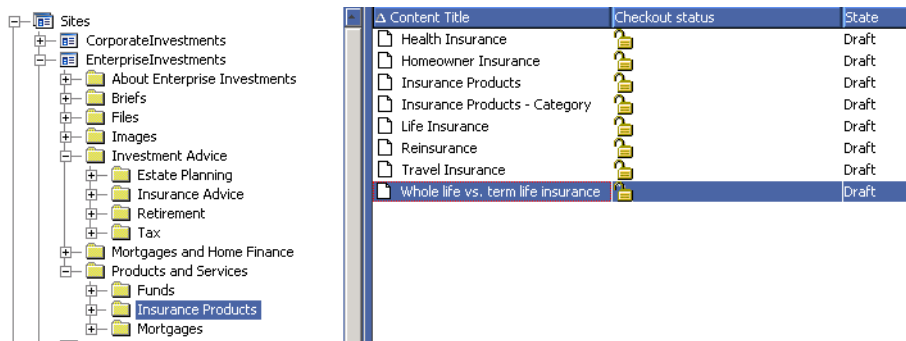 Sites
CorporateInvestments
EnterpriseInvestments
About Enterprise Investments
Briefs
Files
Images
Investment Advice
Estate Planning
Insurance Advice
Retirement
Tax
Mortgages and Home Finance
Products and Services
Funds
Insurance Products
Mortgages
Content Title Checkout status State
Health Insurance Draft
Homeowner Insurance Draft
Insurance Products Draft
Insurance Products - Category Draft
Life Insurance Draft
Reinsurance Draft
Travel Insurance Draft
Whole life vs. term life insurance Draft